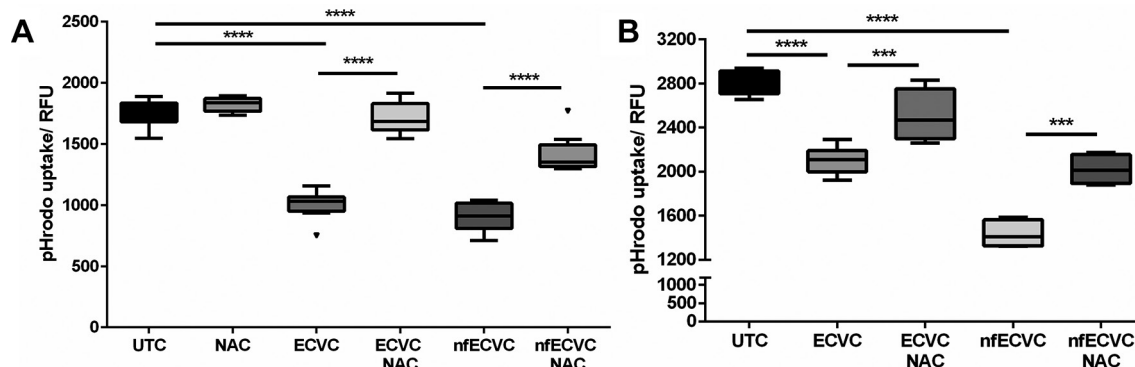 A
pHrodo uptake/ RFU
2500
2000
1500
1000
500
0
****
****
****
****
UTC
NAC
ECVC
ECVC
NAC
nfECVC
nfECVC
NAC
B
pHrodo uptake/ RFU
3200
2800
2400
2000
1600
1200
1000
500
0
****
****
***
***
UTC
ECVC
ECVC
NAC
nfECVC
nfECVC
NAC